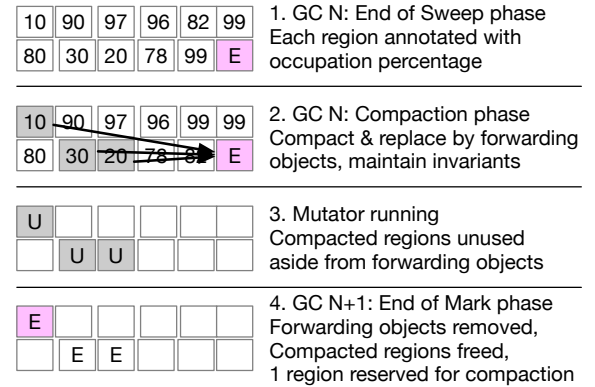 10 90 97 96 82 99
80 30 20 78 99 E
1. GC N: End of Sweep phase
Each region annotated with
occupation percentage
10 90 97 96 99 99
80 30 20 78 82 E
2. GC N: Compaction phase
Compact & replace by forwarding
objects, maintain invariants
U
U U
3. Mutator running
Compacted regions unused
aside from forwarding objects
E
E E
4. GC N+1: End of Mark phase
Forwarding objects removed,
Compacted regions freed,
1 region reserved for compaction